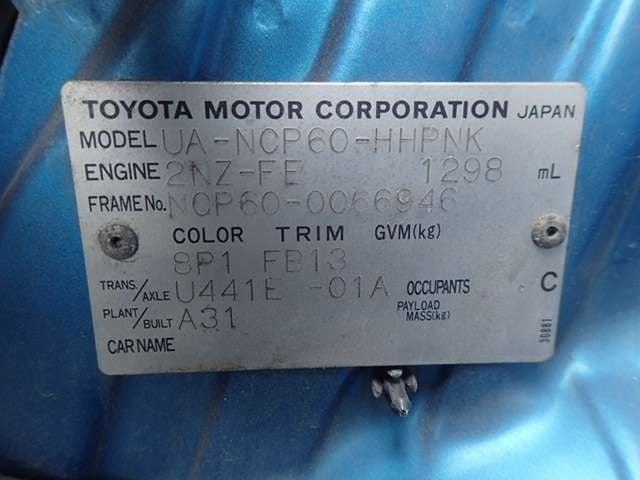 TOYOTA MOTOR CORPORATION JAPAN
MODEL UA-NCP60-HHPNK
ENGINE 2NZ-FE 1298 mL
FRAME No. NCP60-0066946
COLOR TRIM GVM(kg)
8P1 FB13
TRANS./AXLE U441E -01A OCCUPANTS C
PLANT/BUILT A31 PAYLOAD MASS(kg)
CAR NAME
30881